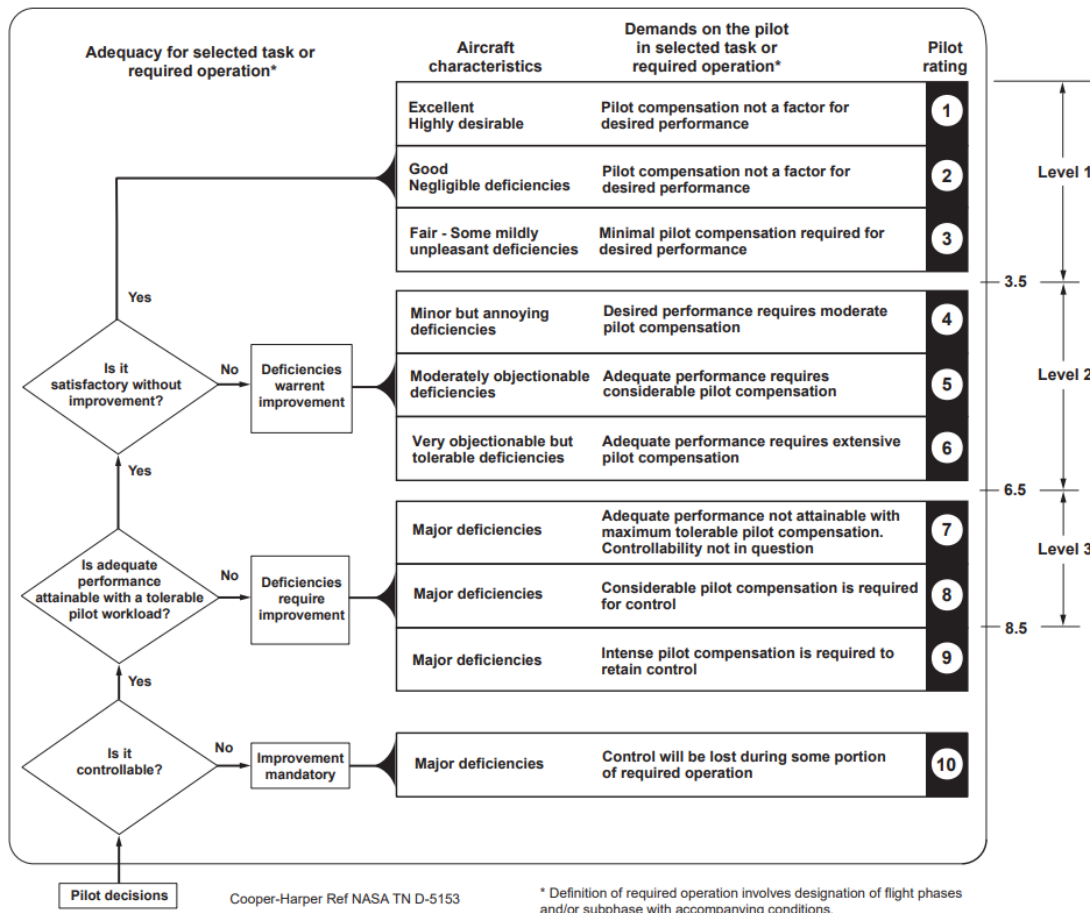 Adequacy for selected task or
required operation*
Aircraft
characteristics
Demands on the pilot
in selected task or
required operation*
Pilot
rating
Excellent
Highly desirable
Pilot compensation not a factor for
desired performance
1
Good
Negligible deficiencies
Pilot compensation not a factor for
desired performance
2
Fair - Some mildly
unpleasant deficiencies
Minimal pilot compensation required for
desired performance
3
Level 1
3.5
Yes
Is it
satisfactory without
improvement?
No
Deficiencies
warrent
improvement
Minor but annoying
deficiencies
Desired performance requires moderate
pilot compensation
4
Moderately objectionable
deficiencies
Adequate performance requires
considerable pilot compensation
5
Very objectionable but
tolerable deficiencies
Adequate performance requires extensive
pilot compensation
6
Level 2
6.5
Yes
Is adequate
performance
attainable with a tolerable
pilot workload?
No
Deficiencies
require
improvement
Major deficiencies
Adequate performance not attainable with
maximum tolerable pilot compensation.
Controllability not in question
7
Major deficiencies
Considerable pilot compensation is required
for control
8
Level 3
8.5
Major deficiencies
Intense pilot compensation is required to
retain control
9
Yes
Is it
controllable?
No
Improvement
mandatory
Major deficiencies
Control will be lost during some portion
of required operation
10
Pilot decisions
Cooper-Harper Ref NASA TN D-5153
* Definition of required operation involves designation of flight phases
and/or subphase with accompanying conditions.